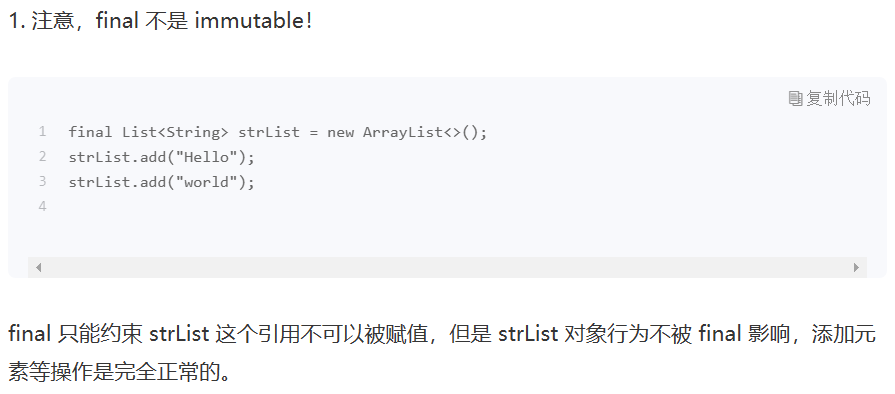 1. 注意，final 不是 immutable！
复制代码
1 final List<String> strList = new ArrayList<>();
2 strList.add("Hello");
3 strList.add("world");
4
final 只能约束 strList 这个引用不可以被赋值，但是 strList 对象行为不被 final 影响，添加元
素等操作是完全正常的。